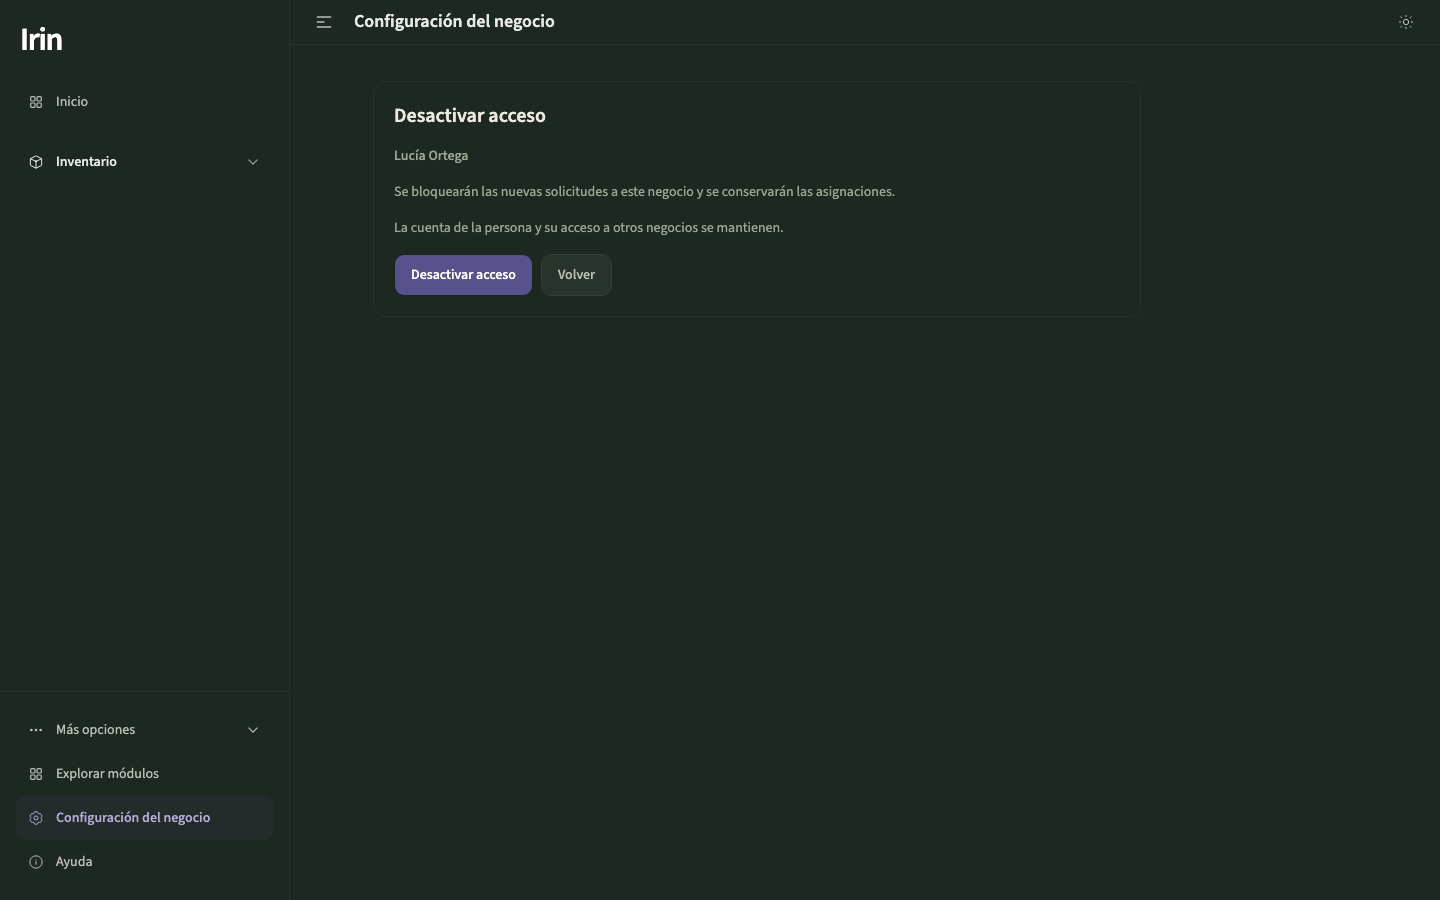 Irin
Configuración del negocio
Inicio
Inventario
Desactivar acceso
Lucía Ortega
Se bloquearán las nuevas solicitudes a este negocio y se conservarán las asignaciones.
La cuenta de la persona y su acceso a otros negocios se mantienen.
Desactivar acceso
Volver
Más opciones
Explorar módulos
Configuración del negocio
Ayuda